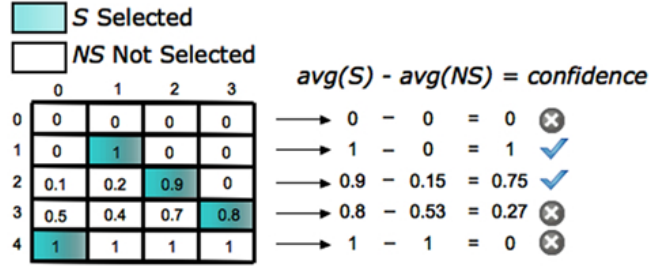 S Selected
NS Not Selected
avg(S) - avg(NS) = confidence
0 1 2 3
0 0 0 0 0 → 0 – 0 = 0
1 0 1 0 0 → 1 – 0 = 1
2 0.1 0.2 0.9 0 → 0.9 – 0.15 = 0.75
3 0.5 0.4 0.7 0.8 → 0.8 – 0.53 = 0.27
4 1 1 1 1 → 1 – 1 = 0